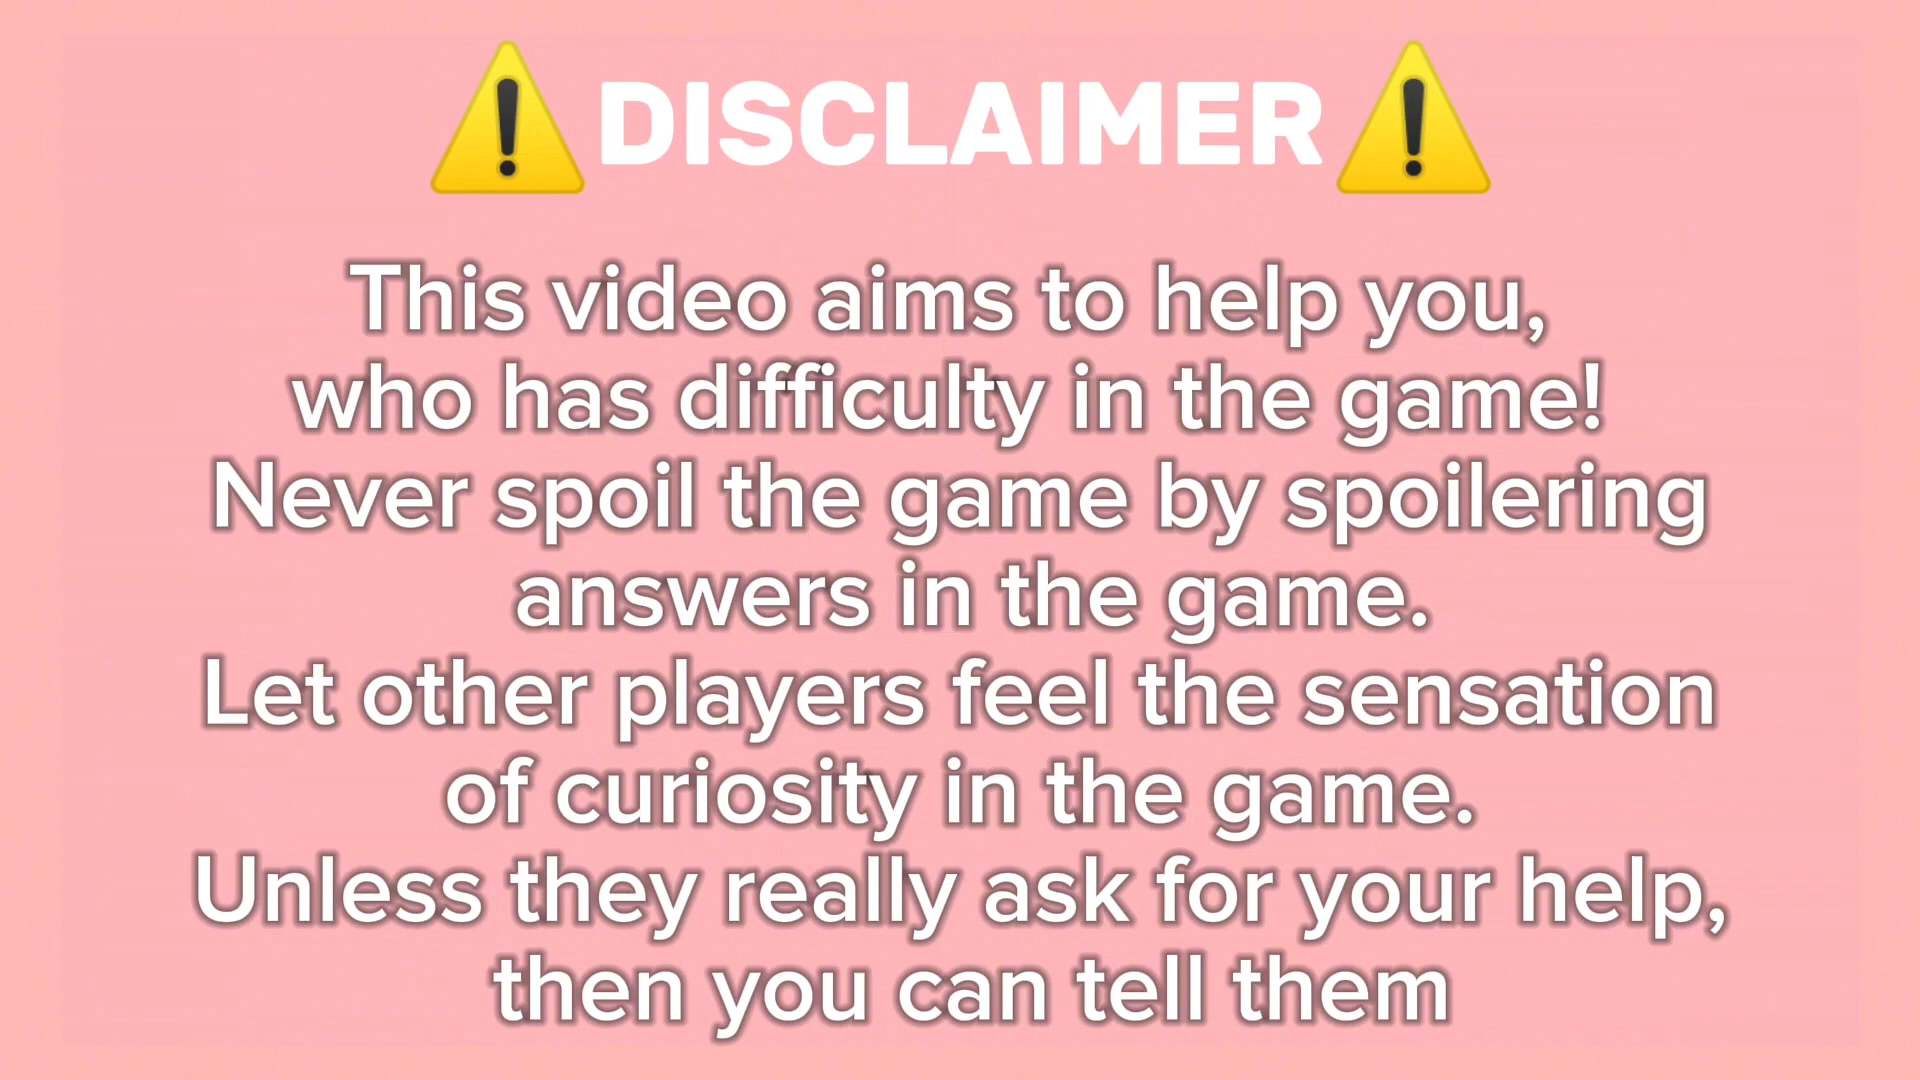 ⚠️DISCLAIMER⚠️
This video aims to help you,
who has difficulty in the game!
Never spoil the game by spoilering
answers in the game.
Let other players feel the sensation
of curiosity in the game.
Unless they really ask for your help,
then you can tell them